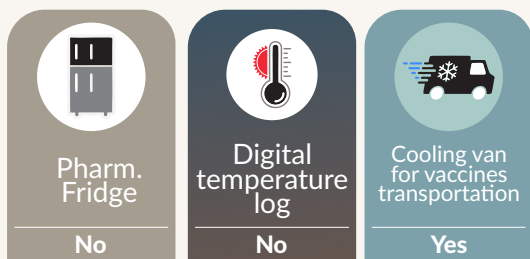 Pharm.
Fridge
No
Digital
temperature
log
No
Cooling van
for vaccines
transportation
Yes